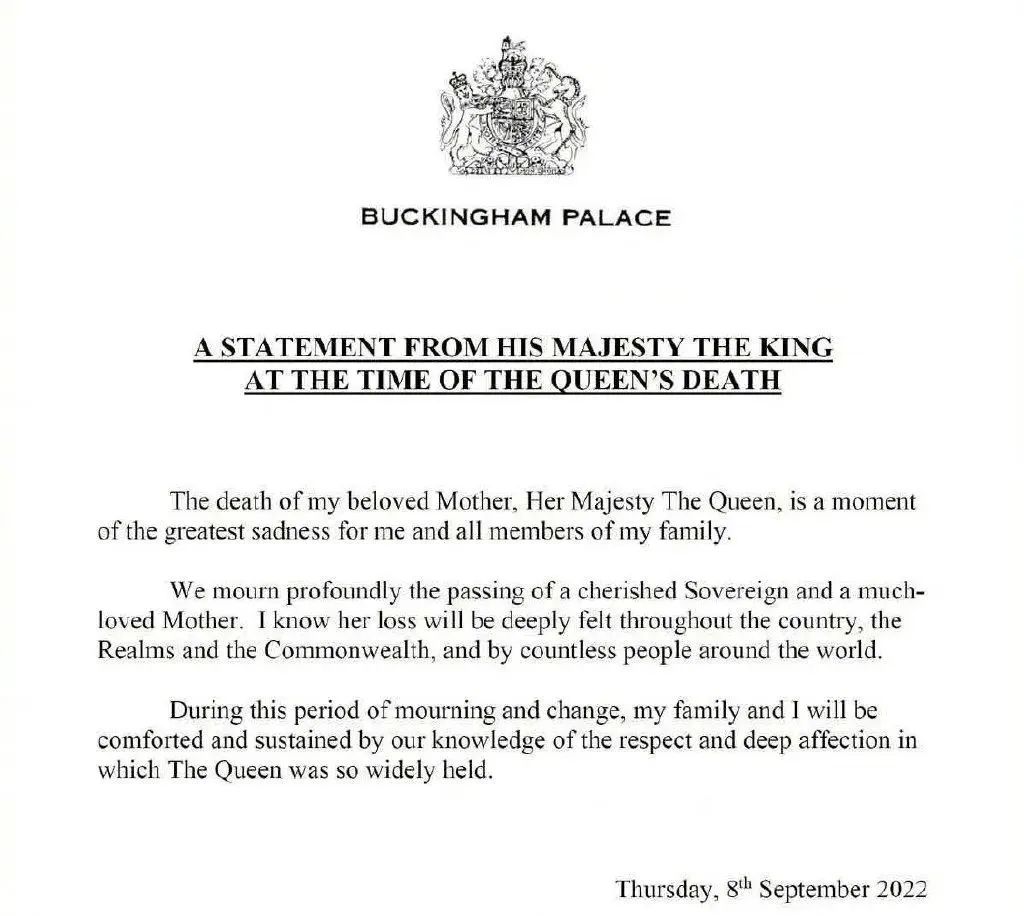 BUCKINGHAM PALACE
A STATEMENT FROM HIS MAJESTY THE KING
AT THE TIME OF THE QUEEN'S DEATH
The death of my beloved Mother, Her Majesty The Queen, is a moment
of the greatest sadness for me and all members of my family.
We mourn profoundly the passing of a cherished Sovereign and a much-
loved Mother. I know her loss will be deeply felt throughout the country, the
Realms and the Commonwealth, and by countless people around the world.
During this period of mourning and change, my family and I will be
comforted and sustained by our knowledge of the respect and deep affection in
which The Queen was so widely held.
Thursday, 8th September 2022